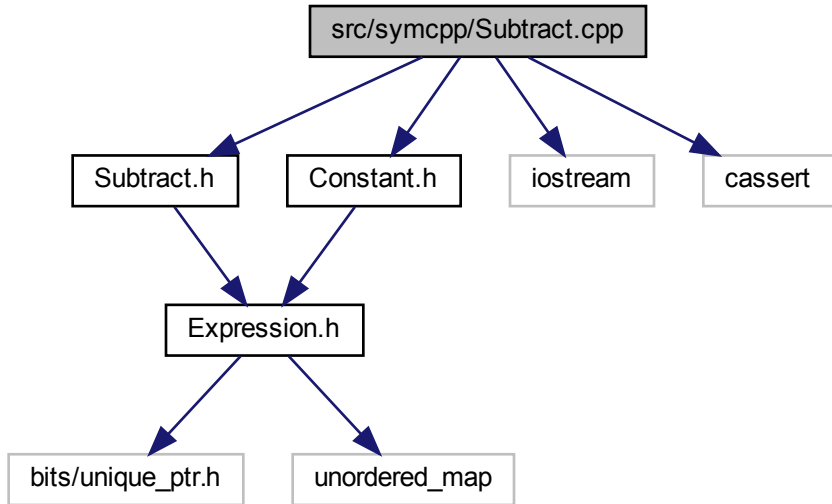 src/symcpp/Subtract.cpp
Subtract.h
Constant.h
iostream
cassert
Expression.h
bits/unique_ptr.h
unordered_map